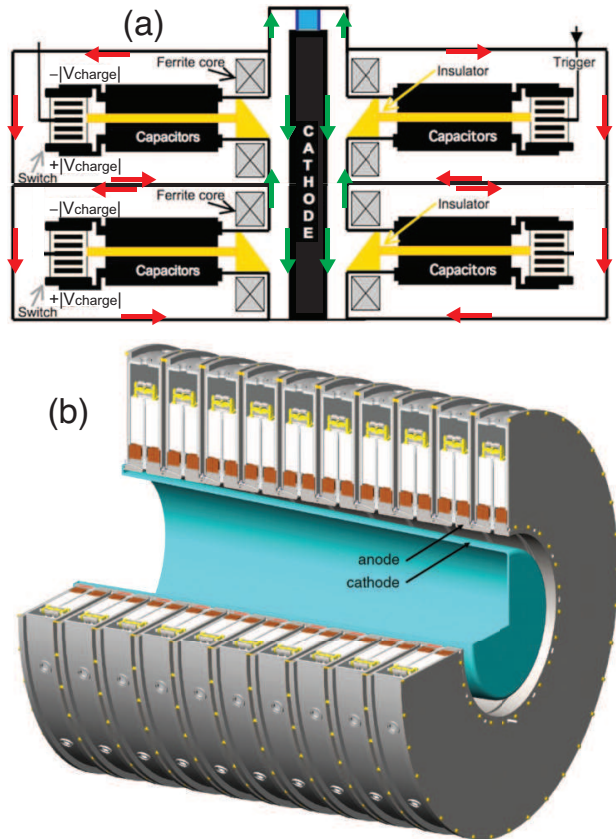 (a)
Ferrite core
–|Vcharge|
Insulator
Trigger
Capacitors
Capacitors
+|Vcharge|
Switch
CATHODE
Ferrite core
–|Vcharge|
Insulator
Capacitors
Capacitors
+|Vcharge|
Switch
(b)
anode
cathode